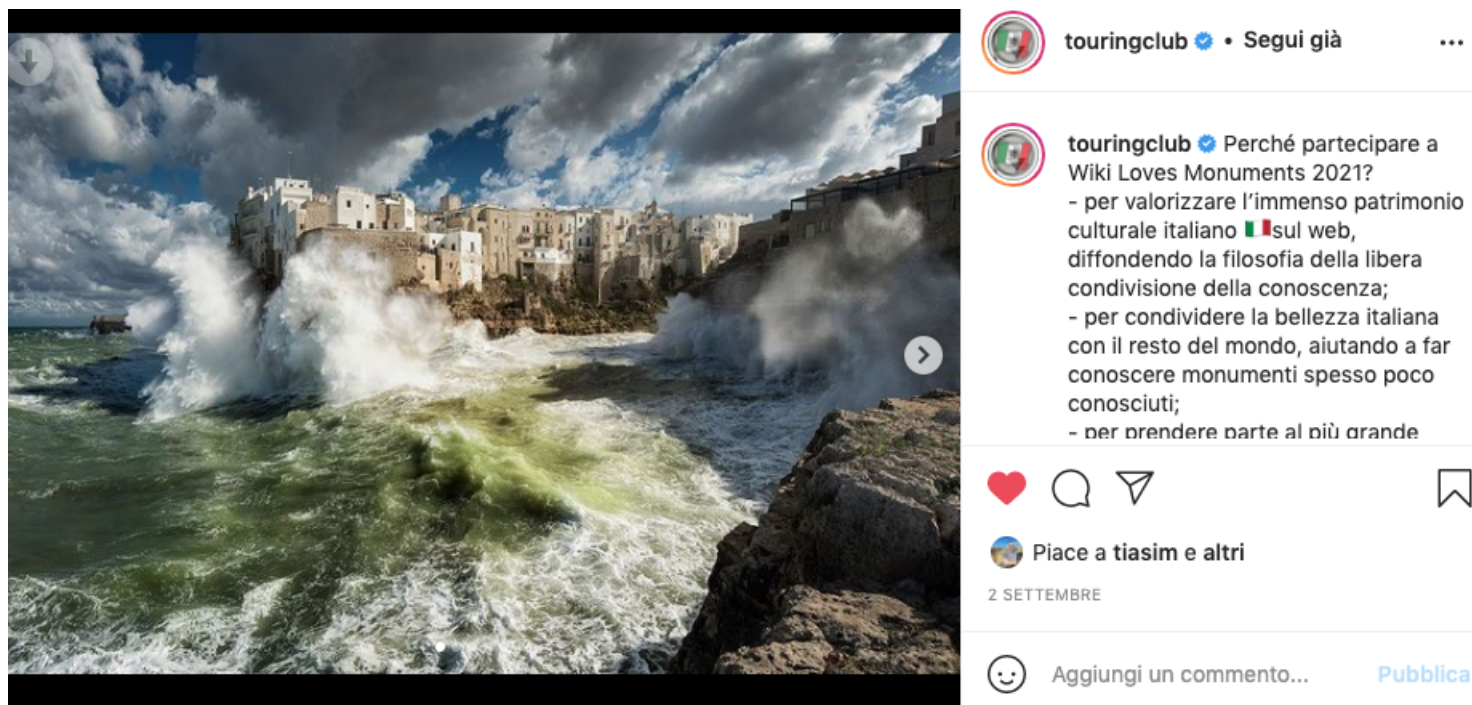 touringclub • Segui già
touringclub Perché partecipare a
Wiki Loves Monuments 2021?
- per valorizzare l’immenso patrimonio
culturale italiano 🇮🇹sul web,
diffondendo la filosofia della libera
condivisione della conoscenza;
- per condividere la bellezza italiana
con il resto del mondo, aiutando a far
conoscere monumenti spesso poco
conosciuti;
- per prendere parte al più grande
Piace a tiasim e altri
2 SETTEMBRE
Aggiungi un commento... Pubblica